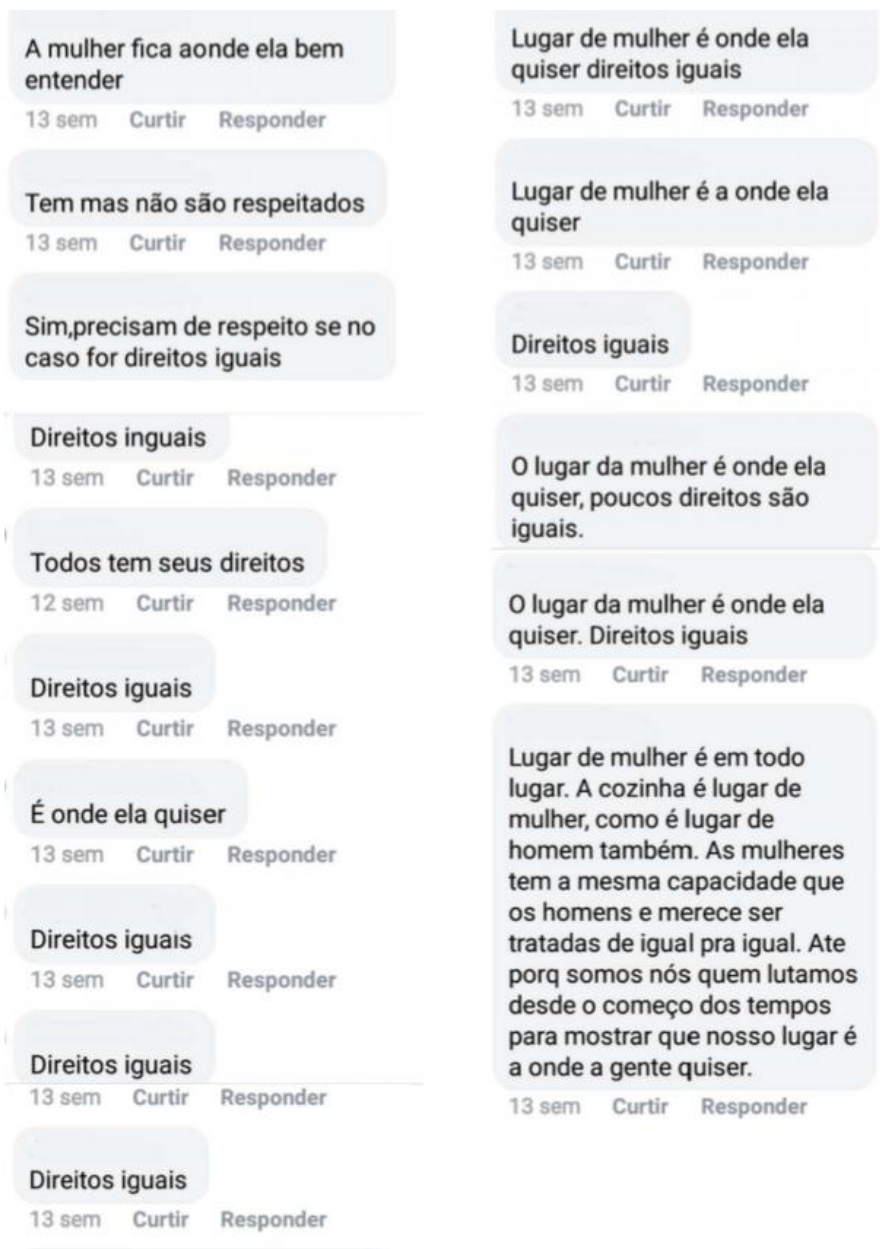 A mulher fica aonde ela bem
entender
13 sem Curtir Responder
Tem mas não são respeitados
13 sem Curtir Responder
Sim,precisam de respeito se no
caso for direitos iguais
Direitos inguais
13 sem Curtir Responder
Todos tem seus direitos
12 sem Curtir Responder
Direitos iguais
13 sem Curtir Responder
É onde ela quiser
13 sem Curtir Responder
Direitos iguais
13 sem Curtir Responder
Direitos iguais
13 sem Curtir Responder
Direitos iguais
13 sem Curtir Responder
Lugar de mulher é onde ela
quiser direitos iguais
13 sem Curtir Responder
Lugar de mulher é a onde ela
quiser
13 sem Curtir Responder
Direitos iguais
13 sem Curtir Responder
O lugar da mulher é onde ela
quiser, poucos direitos são
iguais.
O lugar da mulher é onde ela
quiser. Direitos iguais
13 sem Curtir Responder
Lugar de mulher é em todo
lugar. A cozinha é lugar de
mulher, como é lugar de
homem também. As mulheres
tem a mesma capacidade que
os homens e merece ser
tratadas de igual pra igual. Ate
porq somos nós quem lutamos
desde o começo dos tempos
para mostrar que nosso lugar é
a onde a gente quiser.
13 sem Curtir Responder